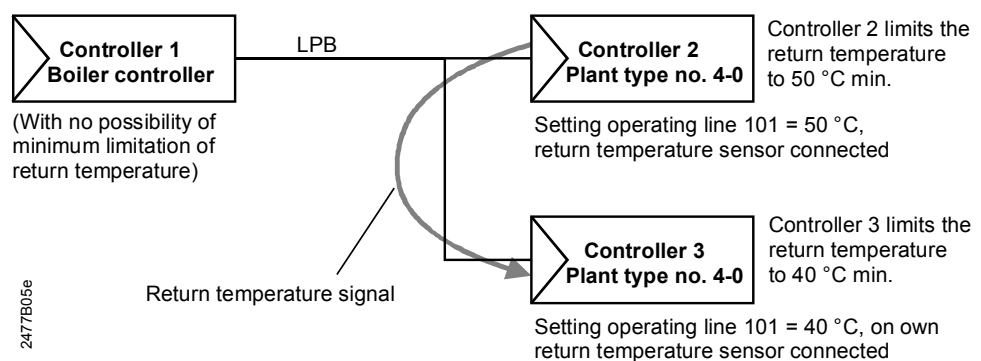 Controller 1
Boiler controller
(With no possibility of
minimum limitation of
return temperature)
LPB
Controller 2
Plant type no. 4-0
Controller 2 limits the
return temperature
to 50 °C min.
Setting operating line 101 = 50 °C,
return temperature sensor connected
Controller 3
Plant type no. 4-0
Controller 3 limits the
return temperature
to 40 °C min.
Setting operating line 101 = 40 °C, on own
return temperature sensor connected
Return temperature signal
2477B05e